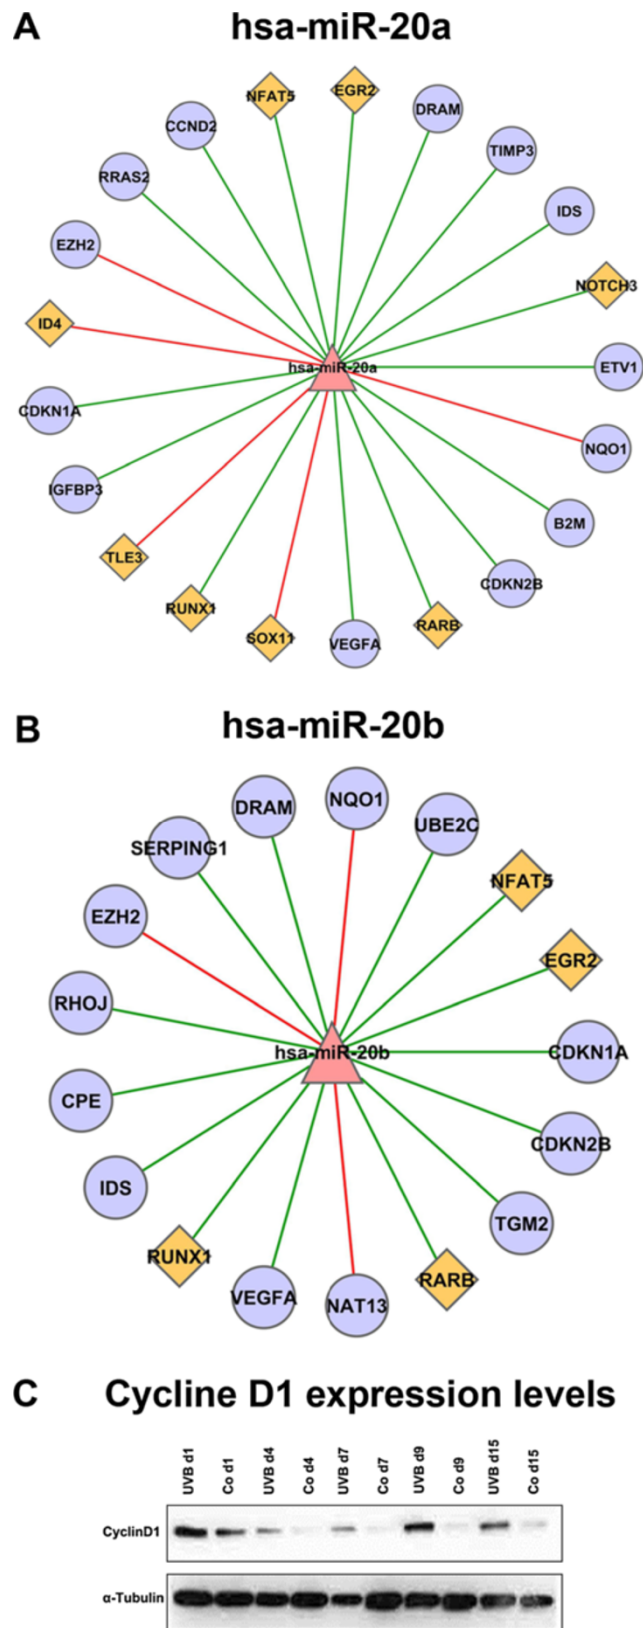 A
hsa-miR-20a
NFAT5
EGR2
DRAM
CCND2
TIMP3
RRAS2
IDS
EZH2
NOTCH3
ID4
hsa-miR-20a
ETV1
CDKN1A
NQO1
IGFBP3
B2M
TLE3
CDKN2B
RUNX1
RARB
SOX11
VEGFA
B
hsa-miR-20b
NQO1
DRAM
UBE2C
SERPING1
NFAT5
EZH2
EGR2
RHOJ
hsa-miR-20b
CDKN1A
CPE
CDKN2B
IDS
TGM2
RUNX1
RARB
VEGFA
NAT13
C
Cycline D1 expression levels
UVB d1
Co d1
UVB d4
Co d4
UVB d7
Co d7
UVB d9
Co d9
UVB d15
Co d15
CyclinD1
α-Tubulin